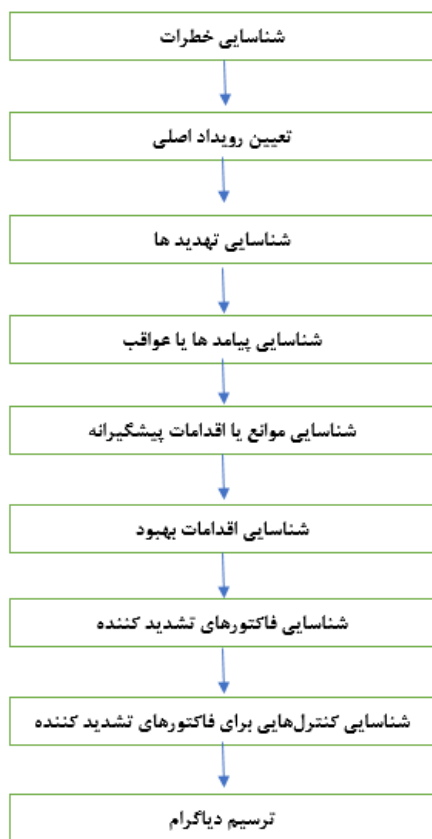 شناسایی خطرات
تعیین رویداد اصلی
شناسایی تهدید ها
شناسایی پیامد ها یا عواقب
شناسایی موانع یا اقدامات پیشگیرانه
شناسایی اقدامات بهبود
شناسایی فاکتورهای تشدید کننده
شناسایی کنترل‌هایی برای فاکتورهای تشدید کننده
ترسیم دیاگرام